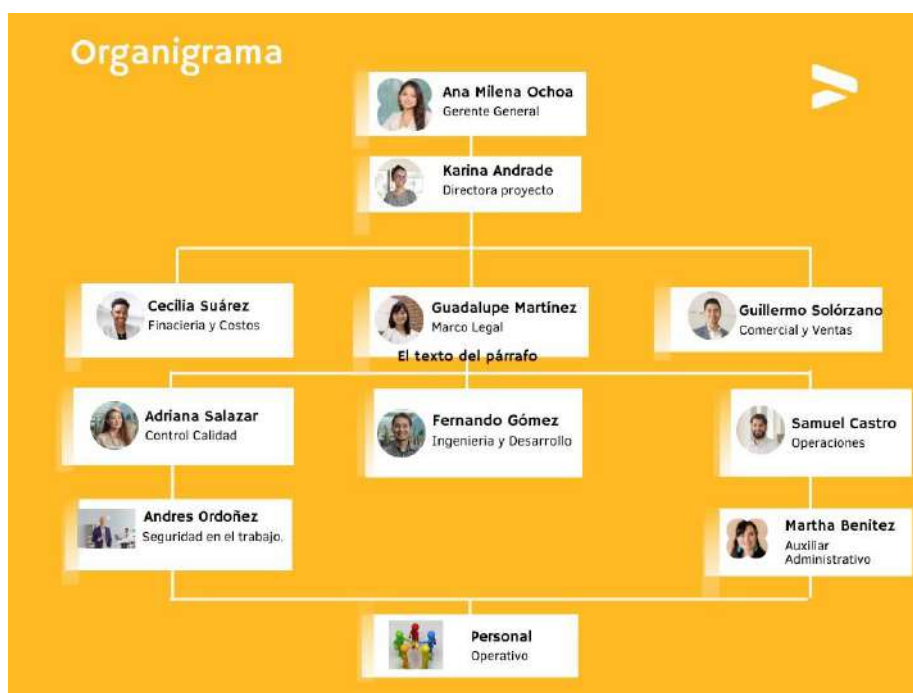 Organigrama
Ana Milena Ochoa
Gerente General
Karina Andrade
Directora proyecto
Cecilia Suárez
Finacieria y Costos
Guadalupe Martínez
Marco Legal
Guillermo Solórzano
Comercial y Ventas
El texto del párrafo
Adriana Salazar
Control Calidad
Fernando Gómez
Ingenieria y Desarrollo
Samuel Castro
Operaciones
Andres Ordoñez
Seguridad en el trabajo.
Martha Benitez
Auxiliar
Administrativo
Personal
Operativo